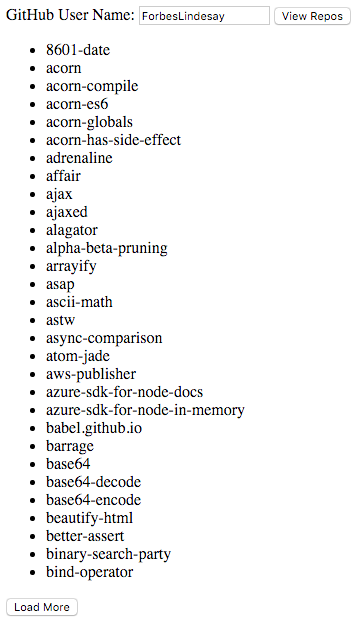 GitHub User Name: ForbesLindesay View Repos
8601-date
acorn
acorn-compile
acorn-es6
acorn-globals
acorn-has-side-effect
adrenaline
affair
ajax
ajaxed
alagator
alpha-beta-pruning
arrayify
asap
ascii-math
astw
async-comparison
atom-jade
aws-publisher
azure-sdk-for-node-docs
azure-sdk-for-node-in-memory
babel.github.io
barrage
base64
base64-decode
base64-encode
beautify-html
better-assert
binary-search-party
bind-operator
Load More